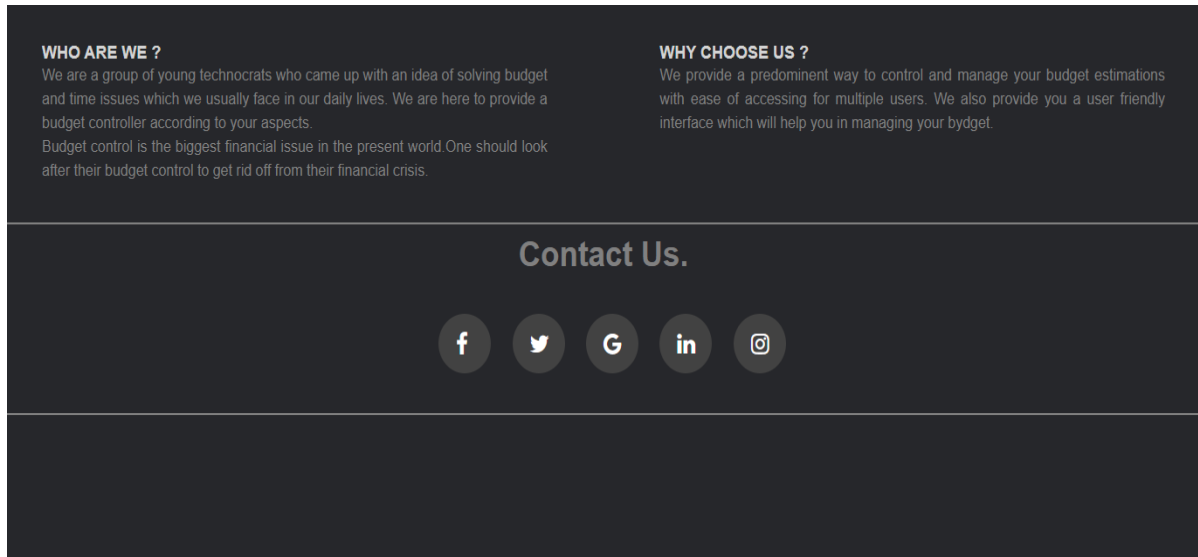 WHO ARE WE ?
We are a group of young technocrats who came up with an idea of solving budget
and time issues which we usually face in our daily lives. We are here to provide a
budget controller according to your aspects.
Budget control is the biggest financial issue in the present world.One should look
after their budget control to get rid off from their financial crisis.
WHY CHOOSE US ?
We provide a predominent way to control and manage your budget estimations
with ease of accessing for multiple users. We also provide you a user friendly
interface which will help you in managing your bydget.
Contact Us.